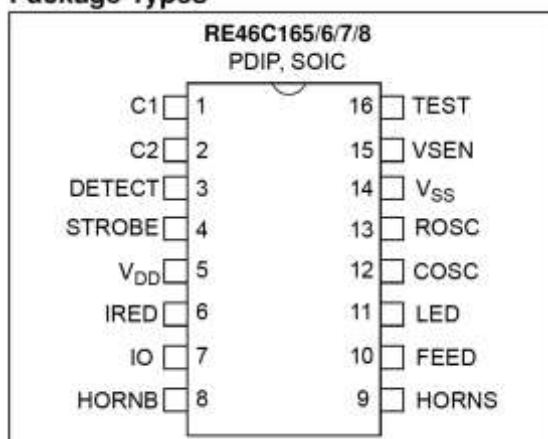 Package Types
RE46C165/6/7/8
PDIP, SOIC
C1 1 16 TEST
C2 2 15 VSEN
DETECT 3 14 VSS
STROBE 4 13 ROSC
VDD 5 12 COSC
IRED 6 11 LED
IO 7 10 FEED
HORNB 8 9 HORNS